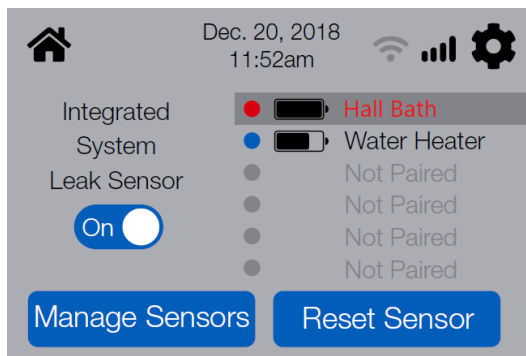 Dec. 20, 2018
11:52am
Integrated
System
Leak Sensor
On
Hall Bath
Water Heater
Not Paired
Not Paired
Not Paired
Not Paired
Manage Sensors
Reset Sensor